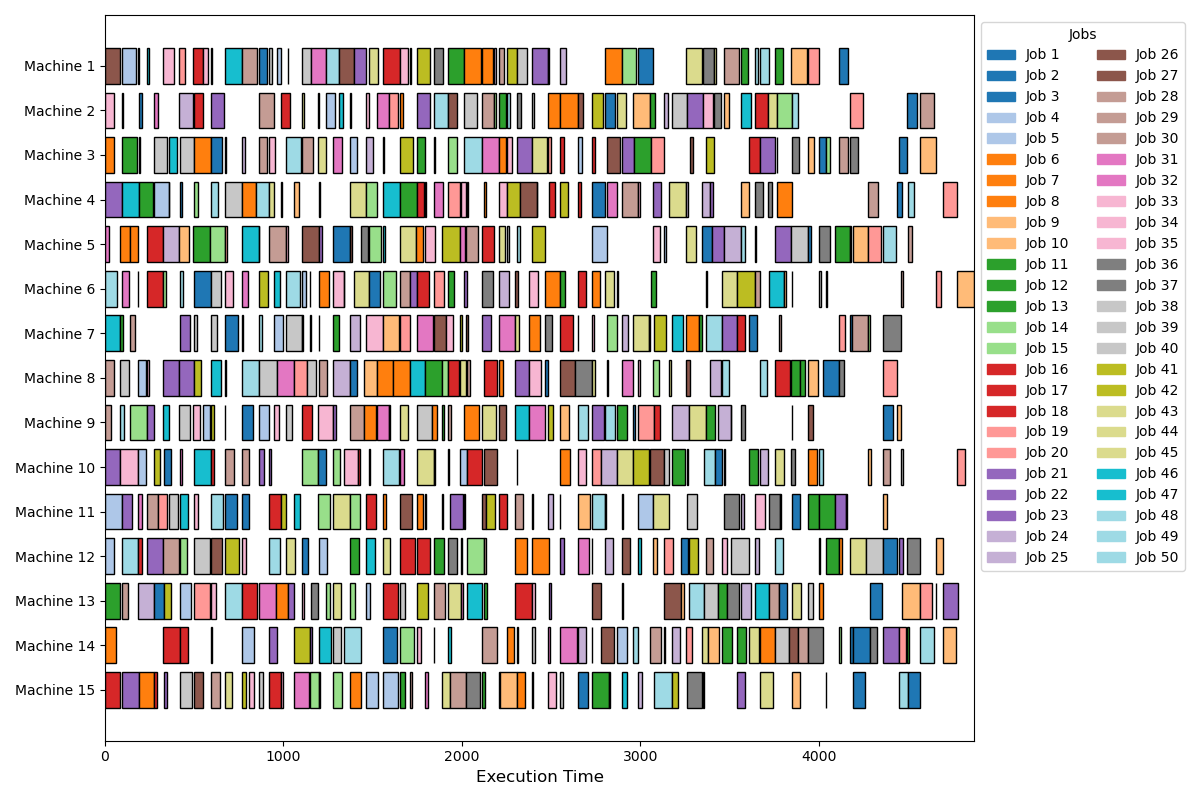 Machine 1
Machine 2
Machine 3
Machine 4
Machine 5
Machine 6
Machine 7
Machine 8
Machine 9
Machine 10
Machine 11
Machine 12
Machine 13
Machine 14
Machine 15
0 1000 2000 3000 4000
Execution Time
Jobs
Job 1 Job 26
Job 2 Job 27
Job 3 Job 28
Job 4 Job 29
Job 5 Job 30
Job 6 Job 31
Job 7 Job 32
Job 8 Job 33
Job 9 Job 34
Job 10 Job 35
Job 11 Job 36
Job 12 Job 37
Job 13 Job 38
Job 14 Job 39
Job 15 Job 40
Job 16 Job 41
Job 17 Job 42
Job 18 Job 43
Job 19 Job 44
Job 20 Job 45
Job 21 Job 46
Job 22 Job 47
Job 23 Job 48
Job 24 Job 49
Job 25 Job 50